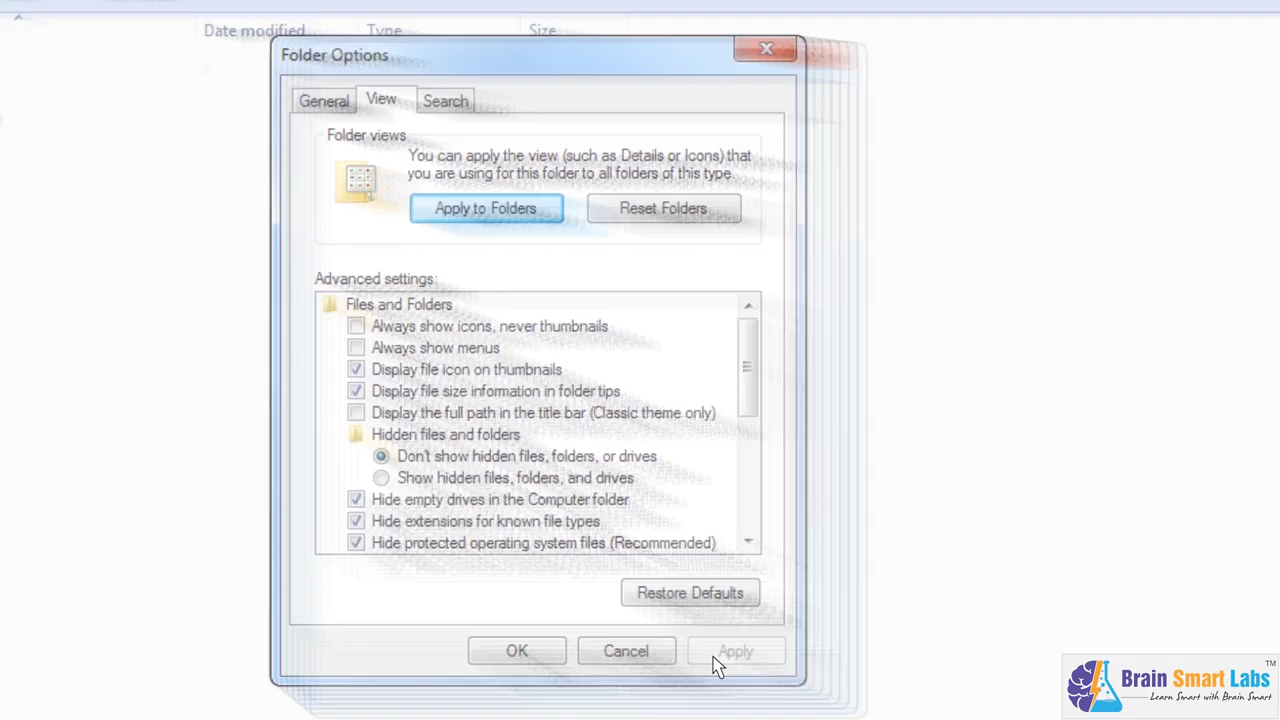 Date modified
Type
Size
Folder Options
General
View
Search
Folder views
You can apply the view (such as Details or Icons) that
you are using for this folder to all folders of this type.
Apply to Folders
Reset Folders
Advanced settings:
Files and Folders
Always show icons, never thumbnails
Always show menus
Display file icon on thumbnails
Display file size information in folder tips
Display the full path in the title bar (Classic theme only)
Hidden files and folders
Don't show hidden files, folders, or drives
Show hidden files, folders, and drives
Hide empty drives in the Computer folder
Hide extensions for known file types
Hide protected operating system files (Recommended)
Restore Defaults
OK
Cancel
Apply
Brain Smart Labs TM
Learn Smart with Brain Smart